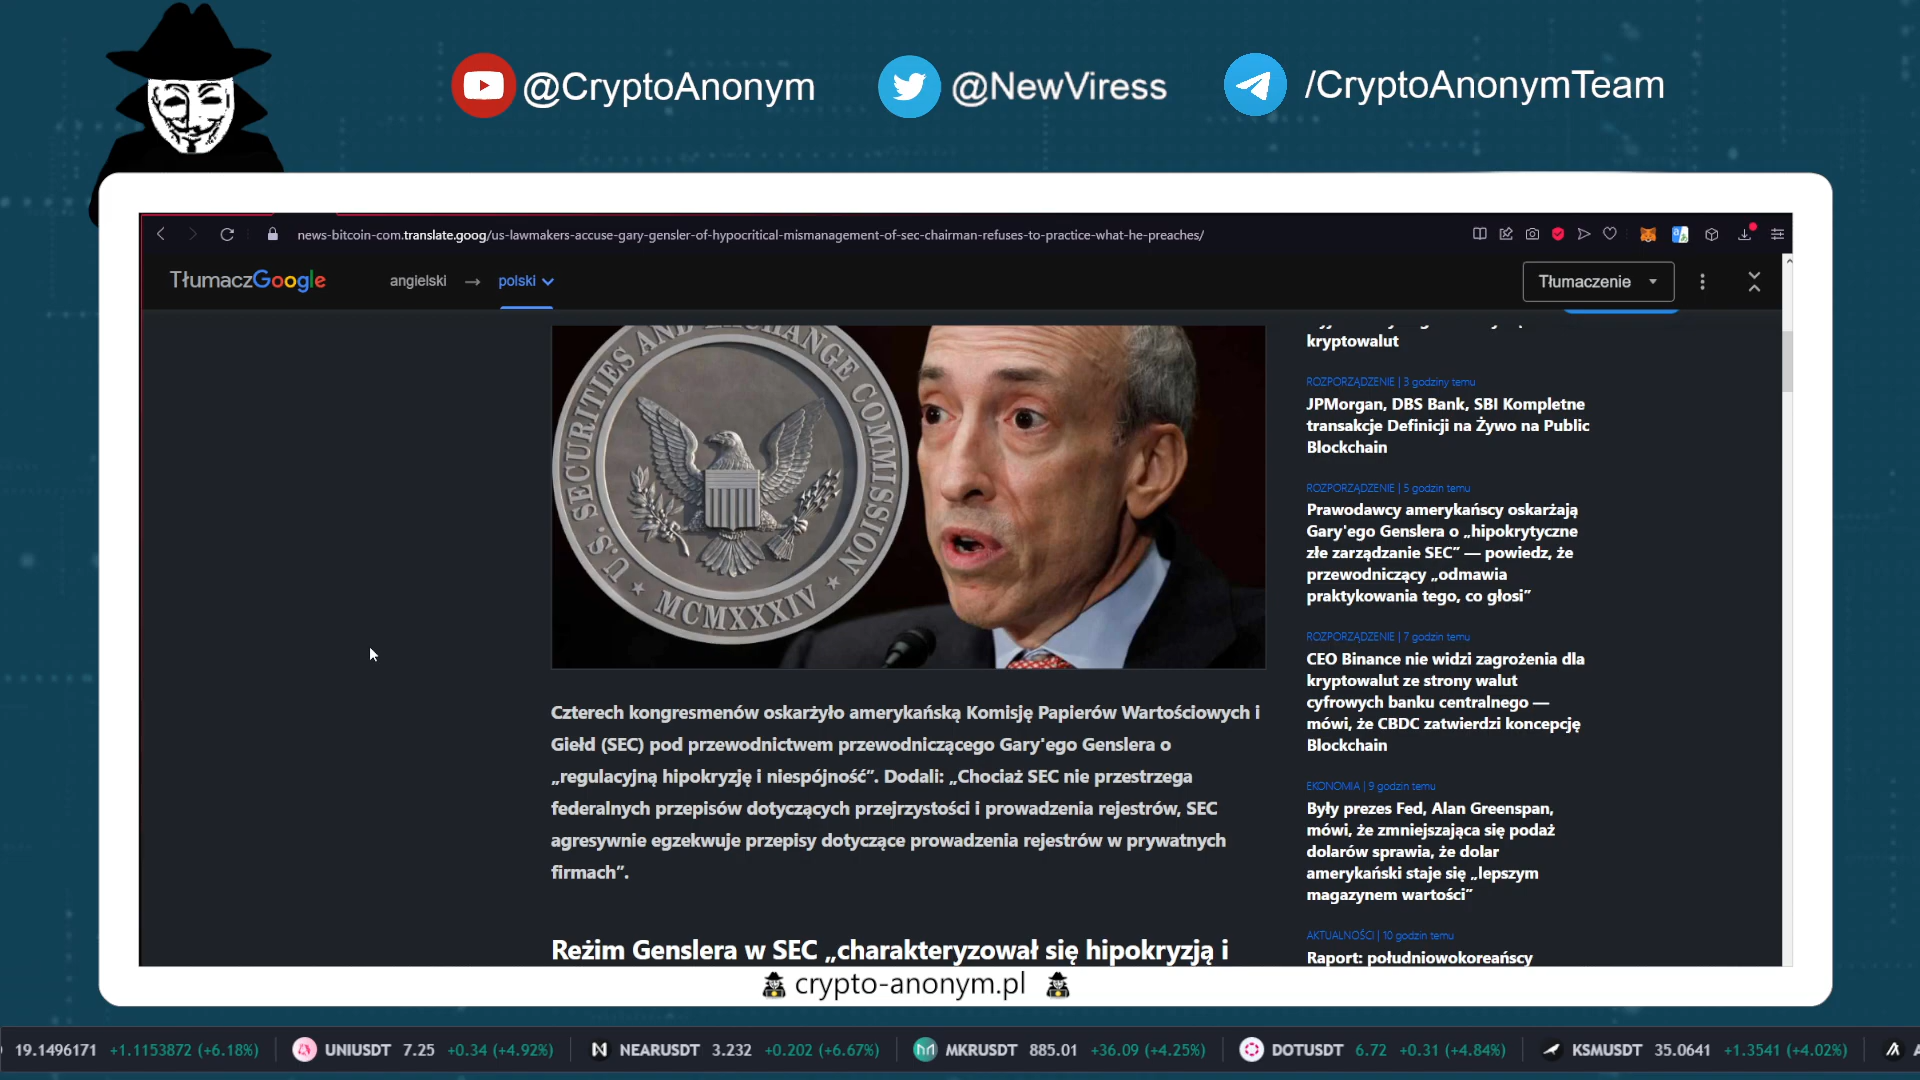 @CryptoAnonym
@NewViress
/CryptoAnonymTeam
news-bitcoin-com.translate.goog/us-lawmakers-accuse-gary-gensler-of-hypocritical-mismanagement-of-sec-chairman-refuses-to-practice-what-he-preaches/
TłumaczGoogle
angielski → polski
Tłumaczenie
U.S. SECURITIES AND EXCHANGE COMMISSION
MCMXXXIV
Czterech kongresmenów oskarżyło amerykańską Komisję Papierów Wartościowych i
Giełd (SEC) pod przewodnictwem przewodniczącego Gary'ego Genslera o
„regulacyjną hipokryzję i niespójność”. Dodali: „Chociaż SEC nie przestrzega
federalnych przepisów dotyczących przejrzystości i prowadzenia rejestrów, SEC
agresywnie egzekwuje przepisy dotyczące prowadzenia rejestrów w prywatnych
firmach”.
Reżim Genslera w SEC „charakteryzował się hipokryzją i
kryptowalut
ROZPORZĄDZENIE | 3 godziny temu
JPMorgan, DBS Bank, SBI Kompletne
transakcje Definicji na Żywo na Public
Blockchain
ROZPORZĄDZENIE | 5 godzin temu
Prawodawcy amerykańscy oskarżają
Gary'ego Genslera o „hipokrytyczne
złe zarządzanie SEC” — powiedz, że
przewodniczący „odmawia
praktykowania tego, co głosi”
ROZPORZĄDZENIE | 7 godzin temu
CEO Binance nie widzi zagrożenia dla
kryptowalut ze strony walut
cyfrowych banku centralnego —
mówi, że CBDC zatwierdzi koncepcję
Blockchain
EKONOMIA | 9 godzin temu
Były prezes Fed, Alan Greenspan,
mówi, że zmniejszająca się podaż
dolarów sprawia, że dolar
amerykański staje się „lepszym
magazynem wartości”
AKTUALNOŚCI | 10 godzin temu
Raport: południowokoreańscy
crypto-anonym.pl
19.1496171 +1.1153872 (+6.18%) UNIUSDT 7.25 +0.34 (+4.92%) NEARUSDT 3.232 +0.202 (+6.67%) MKRUSDT 885.01 +36.09 (+4.25%) DOTUSDT 6.72 +0.31 (+4.84%) KSMUSDT 35.0641 +1.3541 (+4.02%)